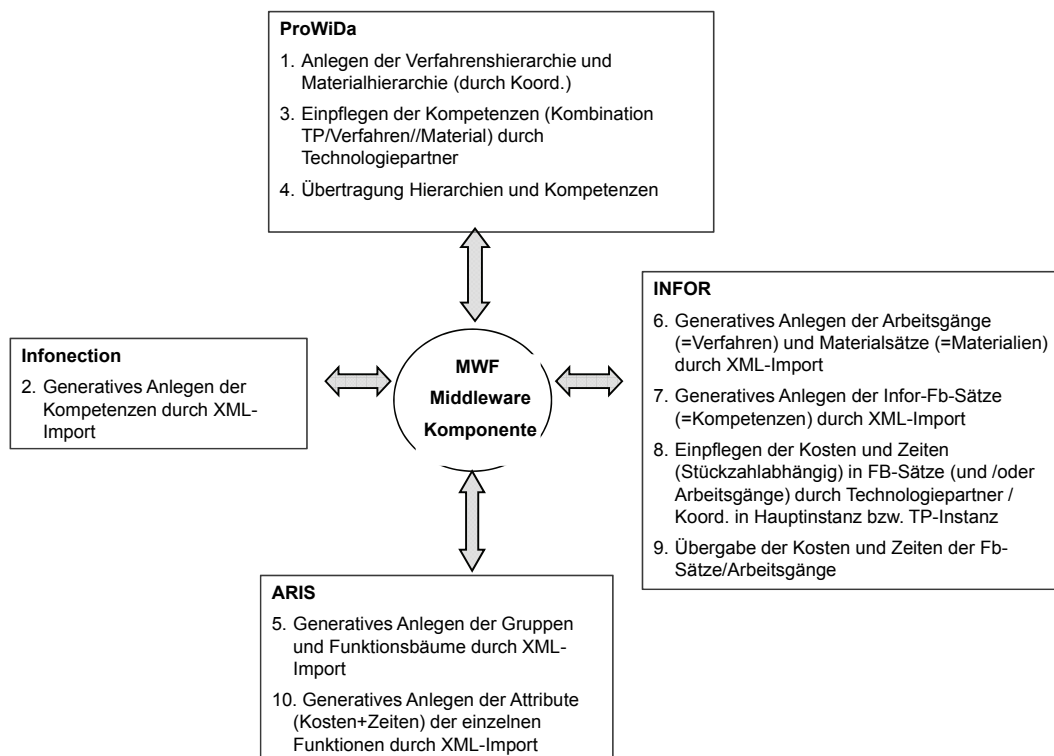 ProWiDa
1. Anlegen der Verfahrenshierarchie und
Materialhierarchie (durch Koord.)
3. Einpflegen der Kompetenzen (Kombination
TP/Verfahren//Material) durch
Technologiepartner
4. Übertragung Hierarchien und Kompetenzen
Infonection
2. Generatives Anlegen der
Kompetenzen durch XML-
Import
MWF
Middleware
Komponente
INFOR
6. Generatives Anlegen der Arbeitsgänge
(=Verfahren) und Materialsätze (=Materialien)
durch XML-Import
7. Generatives Anlegen der Infor-Fb-Sätze
(=Kompetenzen) durch XML-Import
8. Einpflegen der Kosten und Zeiten
(Stückzahlabhängig) in FB-Sätze (und /oder
Arbeitsgänge) durch Technologiepartner /
Koord. in Hauptinstanz bzw. TP-Instanz
9. Übergabe der Kosten und Zeiten der Fb-
Sätze/Arbeitsgänge
ARIS
5. Generatives Anlegen der Gruppen
und Funktionsbäume durch XML-
Import
10. Generatives Anlegen der Attribute
(Kosten+Zeiten) der einzelnen
Funktionen durch XML-Import